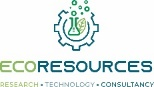 ECORESOURCES
RESEARCH • TECHNOLOGY • CONSULTANCY